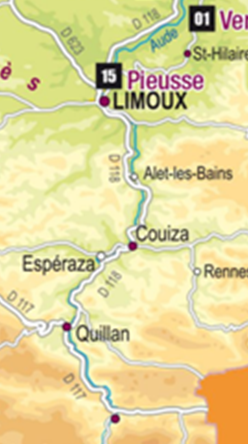 D 118
01 Ver
D 623
Aude
St-Hilaire
è s
15 Pieusse
LIMOUX
D 118
Alet-les-Bains
Couiza
Espéraza
D 118
Rennes
D 117
Quillan
D 117